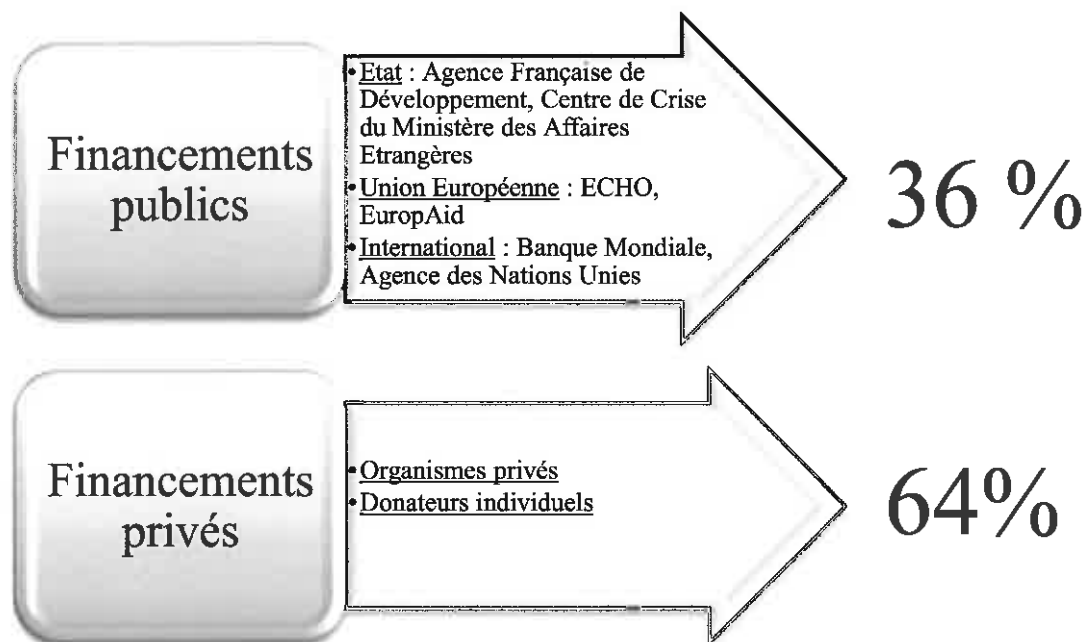 Financements
publics
•Etat : Agence Française de
Développement, Centre de Crise
du Ministère des Affaires
Etrangères
•Union Européenne : ECHO,
EuropAid
•International : Banque Mondiale,
Agence des Nations Unies
36 %
Financements
privés
•Organismes privés
•Donateurs individuels
64%